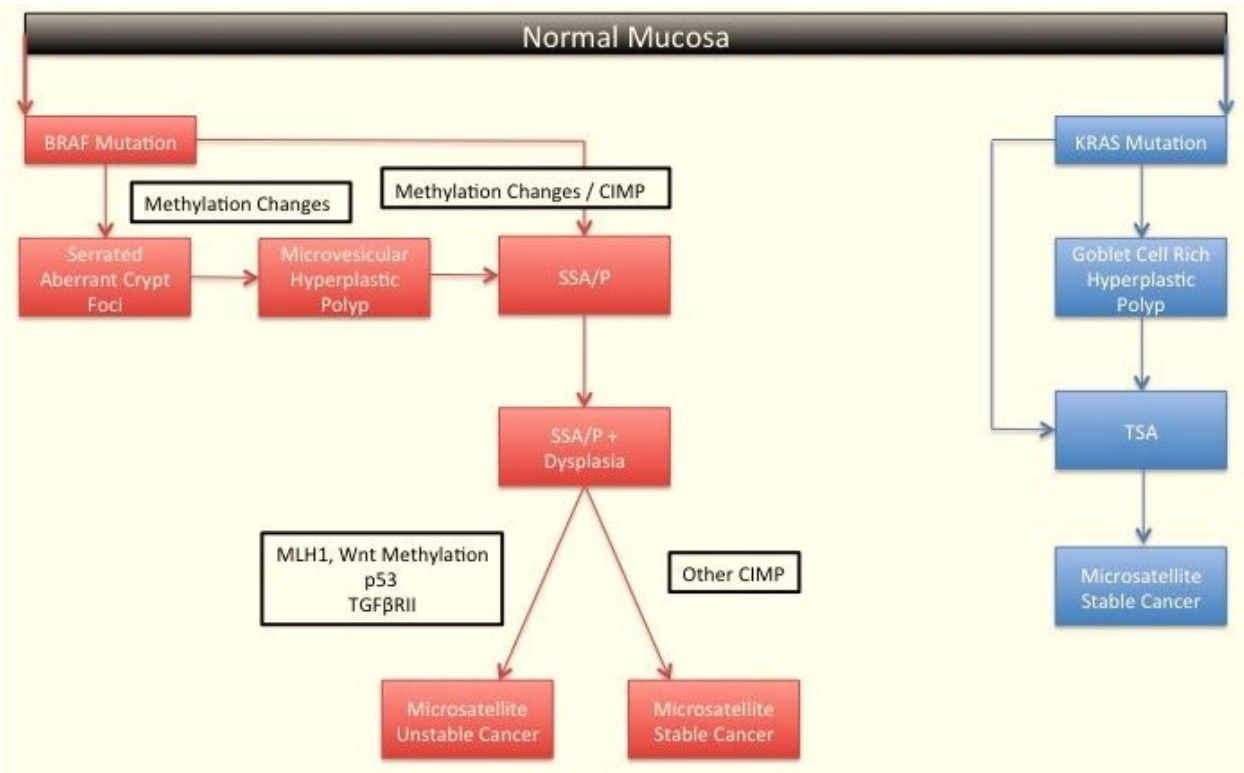 Normal Mucosa
BRAF Mutation
KRAS Mutation
Methylation Changes
Methylation Changes / CIMP
Serrated
Aberrant Crypt
Foci
Microvesicular
Hyperplastic
Polyp
SSA/P
Goblet Cell Rich
Hyperplastic
Polyp
SSA/P +
Dysplasia
TSA
MLH1, Wnt Methylation
p53
TGFβRII
Other CIMP
Microsatellite
Stable Cancer
Microsatellite
Unstable Cancer
Microsatellite
Stable Cancer